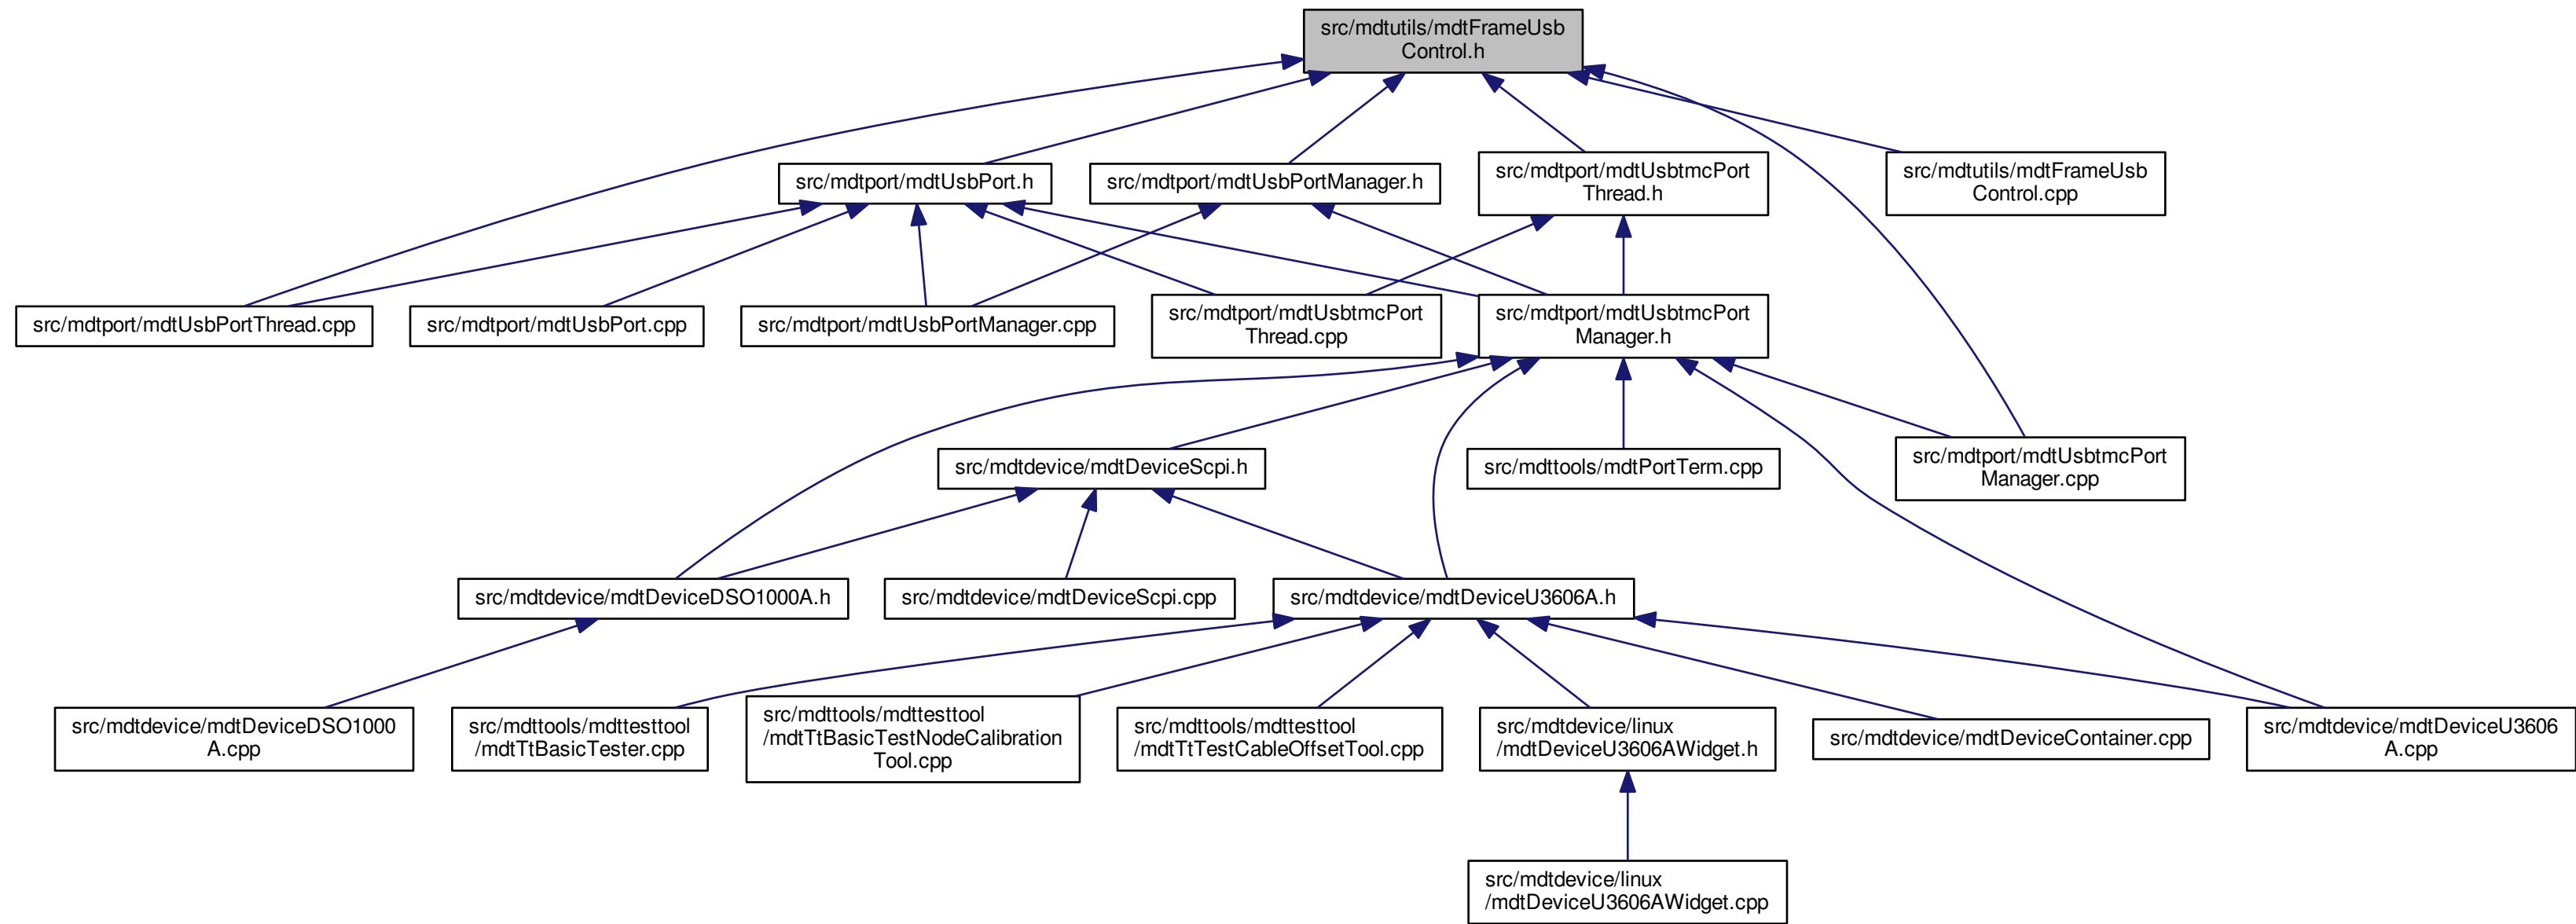 src/mdtutils/mdtFrameUsb
Control.h
src/mdtport/mdtUsbPort.h
src/mdtport/mdtUsbPortManager.h
src/mdtport/mdtUsbtmcPort
Thread.h
src/mdtutils/mdtFrameUsb
Control.cpp
src/mdtport/mdtUsbPortThread.cpp
src/mdtport/mdtUsbPort.cpp
src/mdtport/mdtUsbPortManager.cpp
src/mdtport/mdtUsbtmcPort
Thread.cpp
src/mdtport/mdtUsbtmcPort
Manager.h
src/mdtdevice/mdtDeviceScpi.h
src/mdttools/mdtPortTerm.cpp
src/mdtport/mdtUsbtmcPort
Manager.cpp
src/mdtdevice/mdtDeviceDSO1000A.h
src/mdtdevice/mdtDeviceScpi.cpp
src/mdtdevice/mdtDeviceU3606A.h
src/mdtdevice/mdtDeviceDSO1000
A.cpp
src/mdttools/mdttesttool
/mdtTtBasicTester.cpp
src/mdttools/mdttesttool
/mdtTtBasicTestNodeCalibration
Tool.cpp
src/mdttools/mdttesttool
/mdtTtTestCableOffsetTool.cpp
src/mdtdevice/linux
/mdtDeviceU3606AWidget.h
src/mdtdevice/mdtDeviceContainer.cpp
src/mdtdevice/mdtDeviceU3606
A.cpp
src/mdtdevice/linux
/mdtDeviceU3606AWidget.cpp